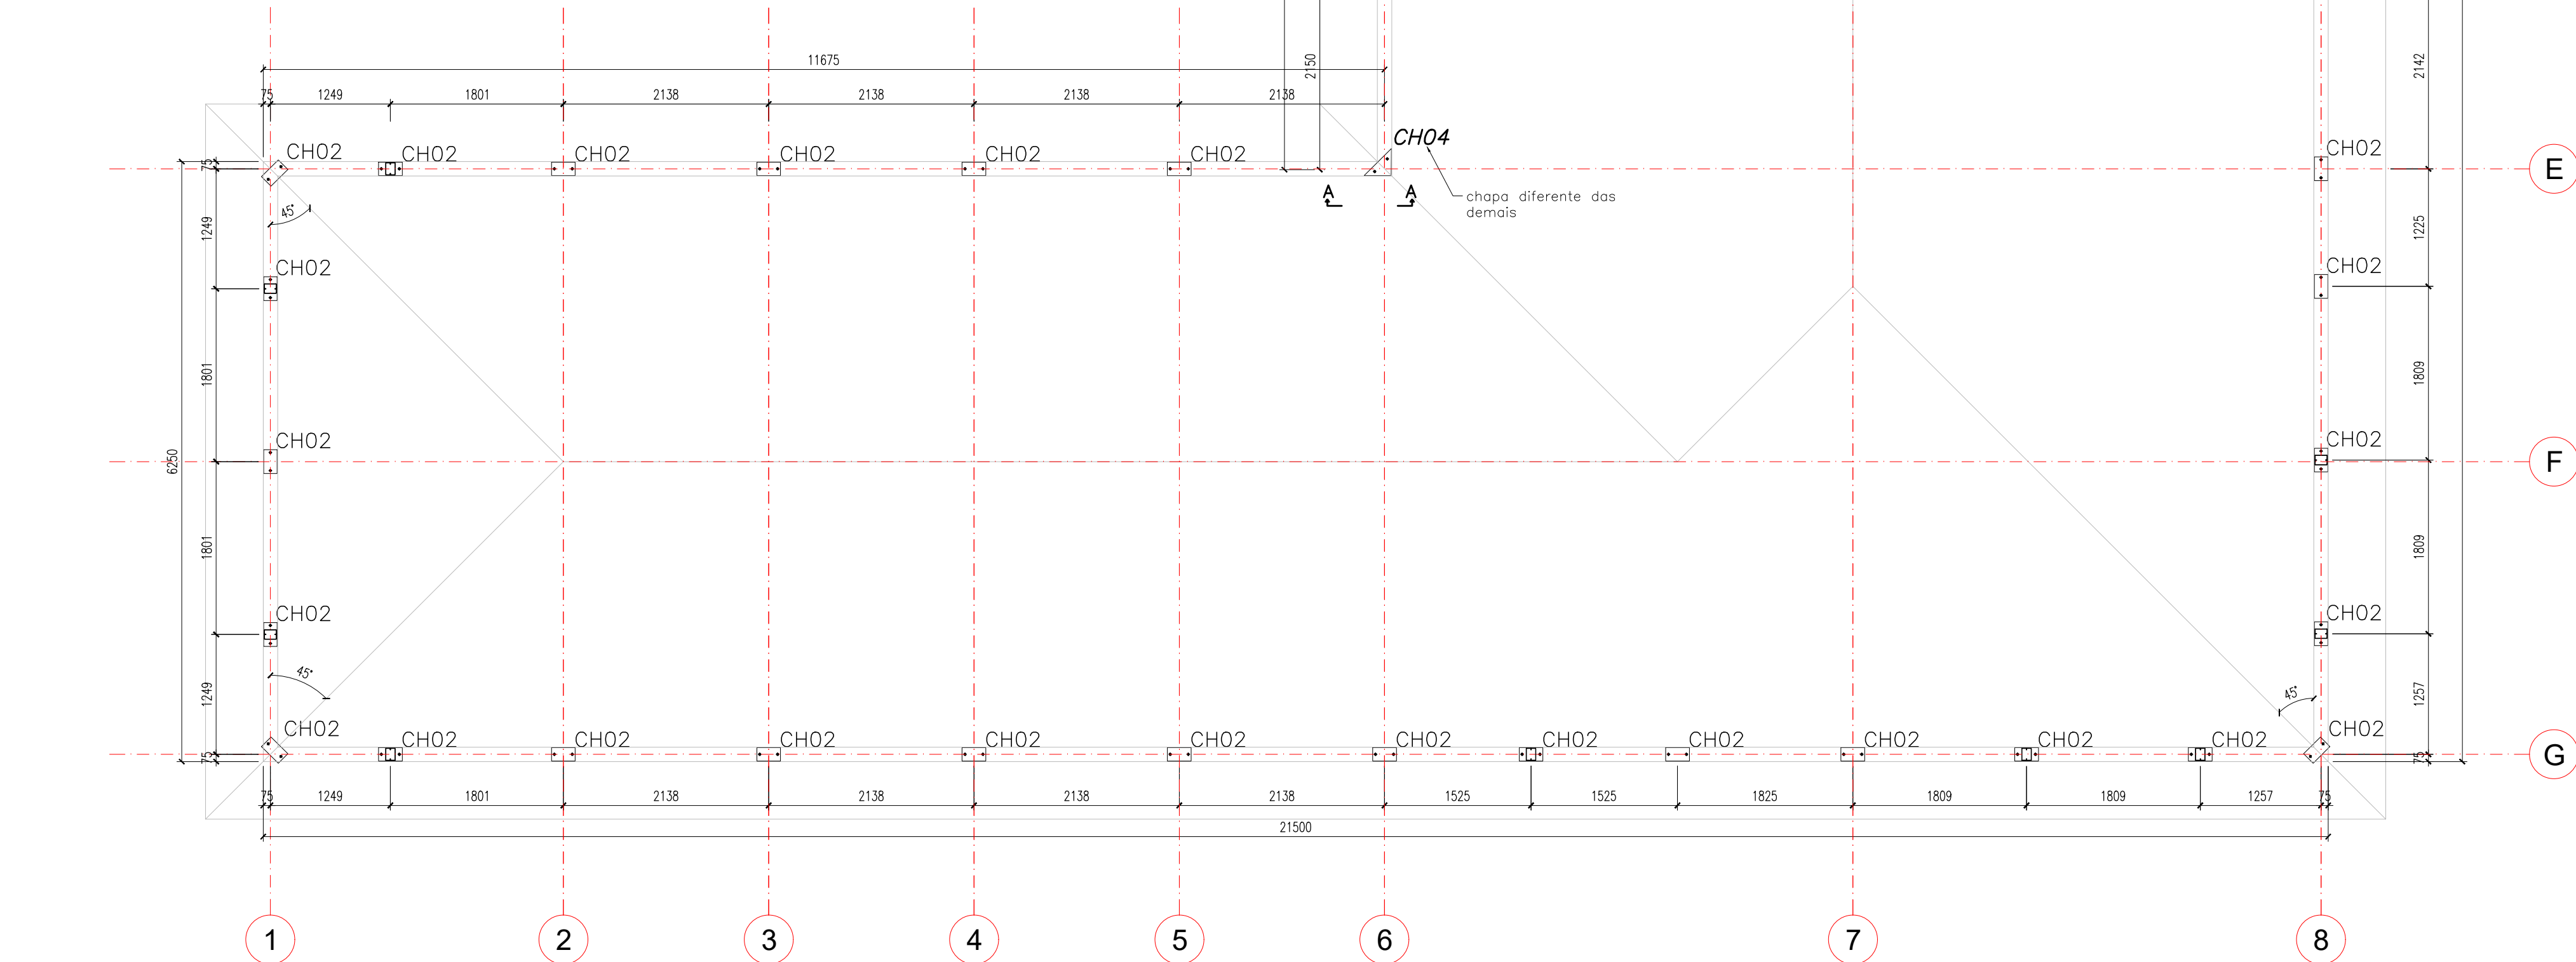 11675
2150
2142
75 1249 1801 2138 2138 2138 2138
CH04
CH02 CH02 CH02 CH02 CH02 CH02 CH02
75
E
A A
chapa diferente das
demais
45°
1249
1225
CH02 CH02
1801
1809
CH02 CH02
6250
F
1801
1809
CH02 CH02
45°
45°
1249
1257
CH02 CH02 CH02 CH02 CH02 CH02 CH02 CH02 CH02 CH02 CH02 CH02 CH02
75
75
G
75 1249 1801 2138 2138 2138 2138 1525 1525 1825 1809 1809 1257 75
21500
1 2 3 4 5 6 7 8